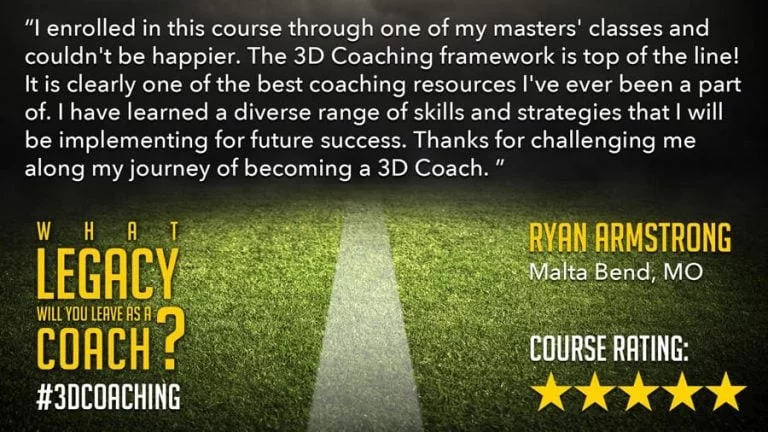 “I enrolled in this course through one of my masters' classes and
couldn't be happier. The 3D Coaching framework is top of the line!
It is clearly one of the best coaching resources I've ever been a part
of. I have learned a diverse range of skills and strategies that I will
be implementing for future success. Thanks for challenging me
along my journey of becoming a 3D Coach. ”
WHAT
LEGACY
WILL YOU LEAVE AS A
COACH?
#3DCOACHING
RYAN ARMSTRONG
Malta Bend, MO
COURSE RATING: